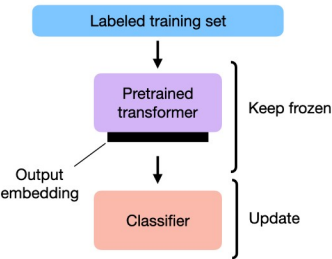 Labeled training set
Pretrained
transformer
Keep frozen
Output
embedding
Classifier
Update